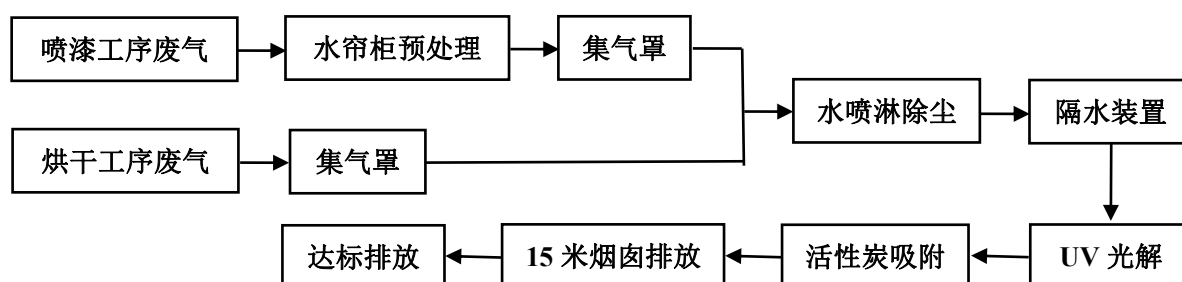 喷漆工序废气
水帘柜预处理
集气罩
烘干工序废气
集气罩
水喷淋除尘
隔水装置
UV 光解
活性炭吸附
15 米烟囱排放
达标排放